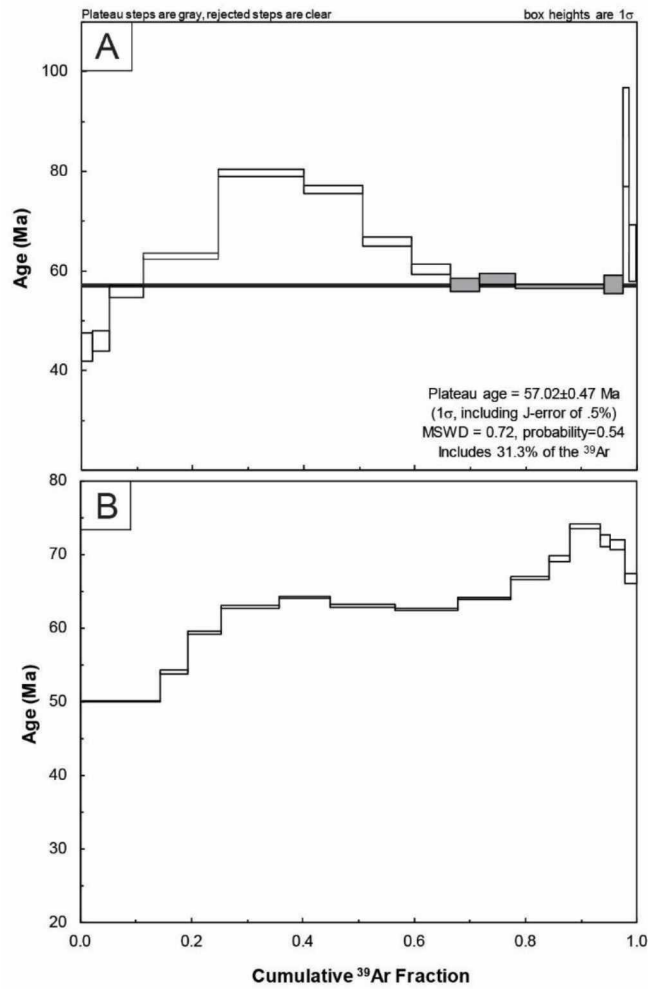 Plateau steps are gray, rejected steps are clear
box heights are 1σ
A
100
80
60
40
Age (Ma)
Plateau age = 57.02±0.47 Ma
(1σ, including J-error of .5%)
MSWD = 0.72, probability=0.54
Includes 31.3% of the ³⁹Ar
B
80
70
60
50
40
30
20
Age (Ma)
0.0 0.2 0.4 0.6 0.8 1.0
Cumulative ³⁹Ar Fraction